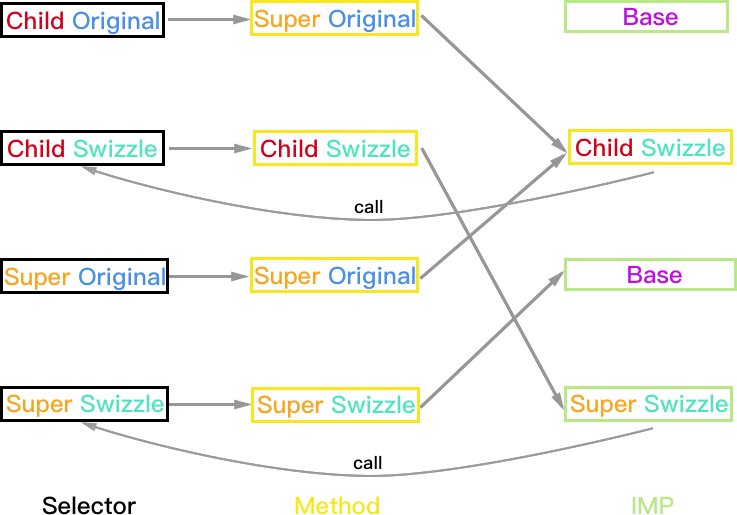 Child Original
Super Original
Base
Child Swizzle
Child Swizzle
Child Swizzle
call
Super Original
Super Original
Base
Super Swizzle
Super Swizzle
Super Swizzle
call
Selector
Method
IMP